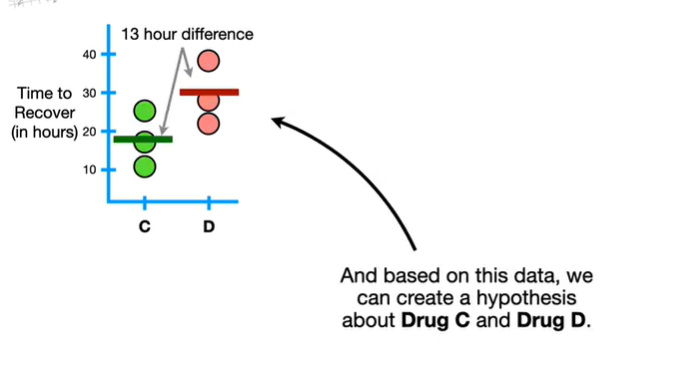 13 hour difference
40
Time to
Recover
(in hours)
30
20
10
C
D
And based on this data, we
can create a hypothesis
about Drug C and Drug D.